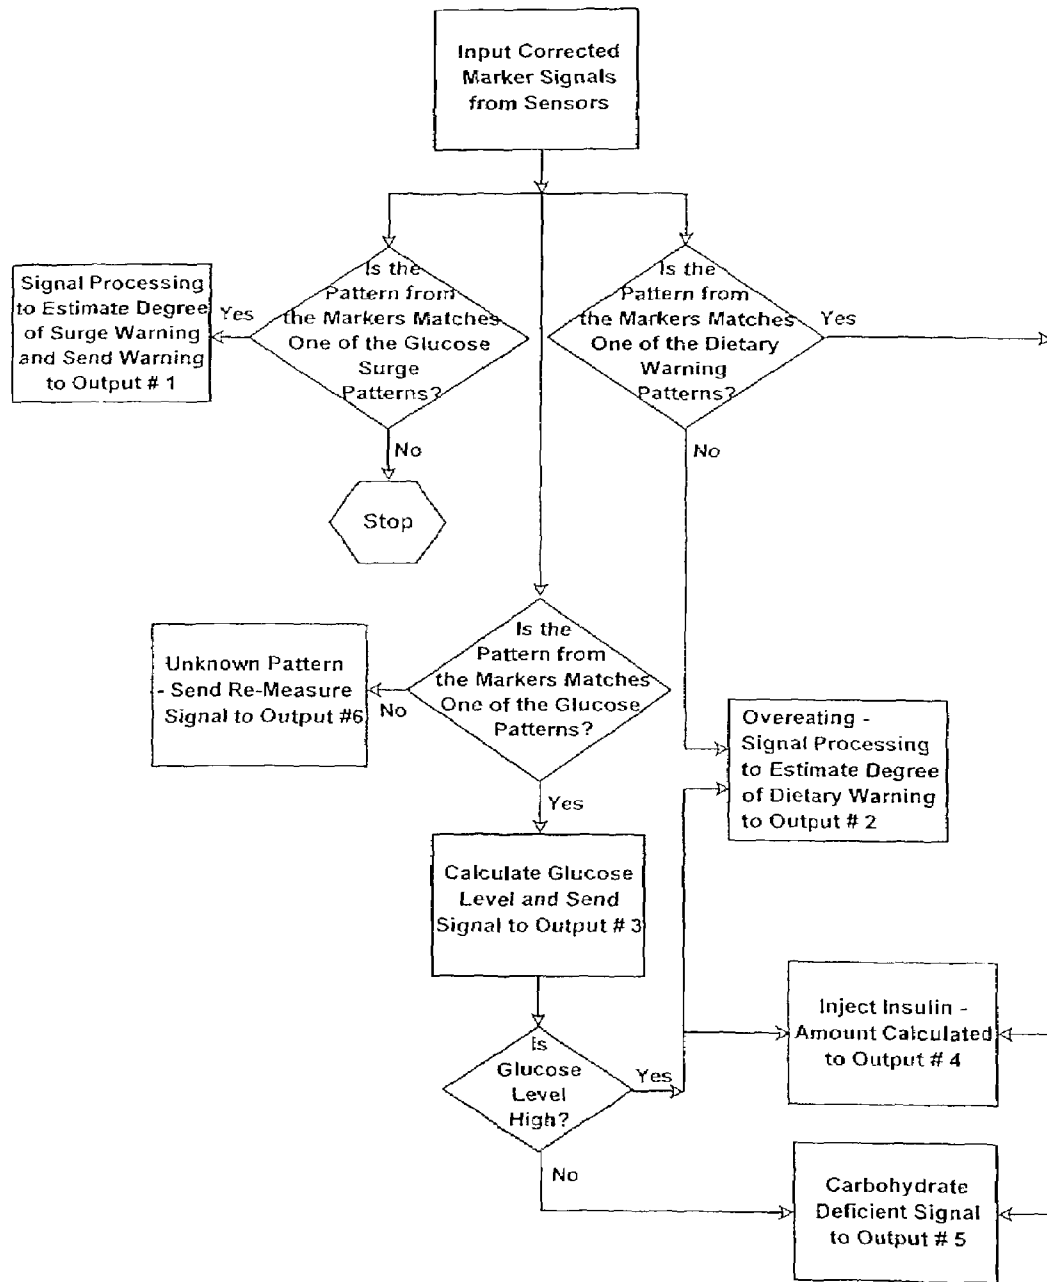 Input Corrected
Marker Signals
from Sensors
Signal Processing
to Estimate Degree
of Surge Warning
and Send Warning
to Output # 1
Yes
Is the
Pattern from
the Markers Matches
One of the Glucose
Surge
Patterns?
No
Stop
Is the
Pattern from
the Markers Matches
One of the Dietary
Warning
Patterns?
Yes
No
Unknown Pattern
- Send Re-Measure
Signal to Output #6
No
Is the
Pattern from
the Markers Matches
One of the Glucose
Patterns?
Yes
Overeating -
Signal Processing
to Estimate Degree
of Dietary Warning
to Output # 2
Calculate Glucose
Level and Send
Signal to Output # 3
Is
Glucose
Level
High?
Yes
No
Inject Insulin -
Amount Calculated
to Output # 4
Carbohydrate
Deficient Signal
to Output # 5